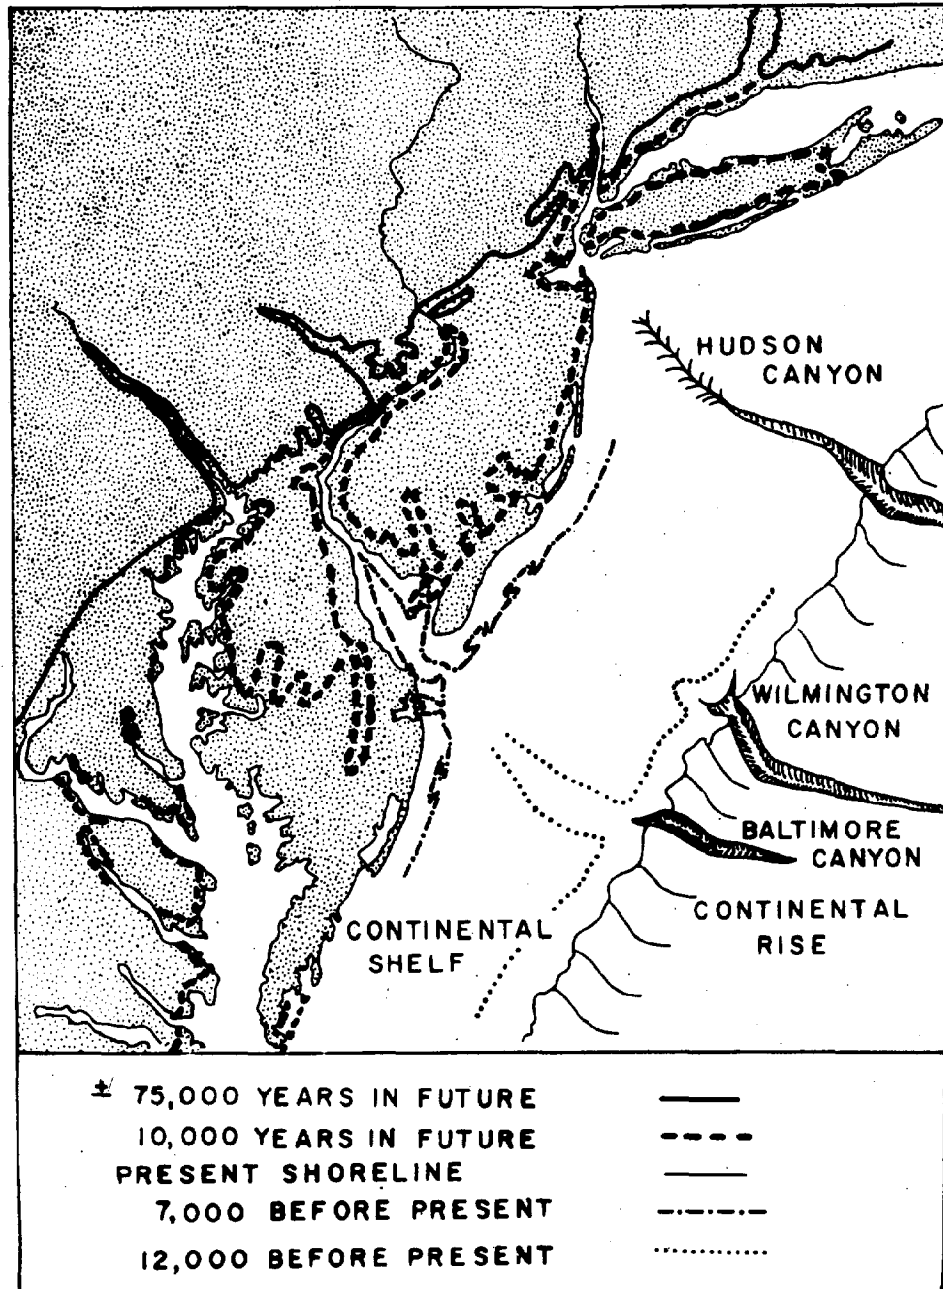 HUDSON
CANYON
WILMINGTON
CANYON
BALTIMORE
CANYON
CONTINENTAL
RISE
CONTINENTAL
SHELF
± 75,000 YEARS IN FUTURE
10,000 YEARS IN FUTURE
PRESENT SHORELINE
7,000 BEFORE PRESENT
12,000 BEFORE PRESENT